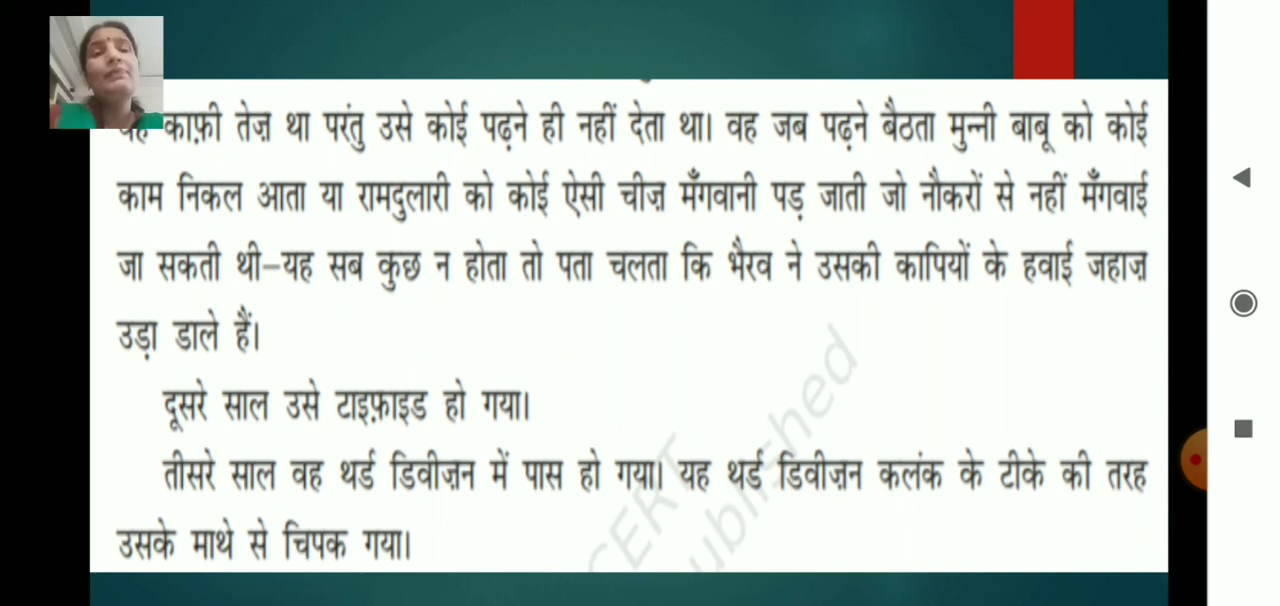 काफ़ी तेज़ था परंतु उसे कोई पढ़ने ही नहीं देता था। वह जब पढ़ने बैठता मुन्नी बाबू को कोई
काम निकल आता या रामदुलारी को कोई ऐसी चीज़ मँगवानी पड़ जाती जो नौकरों से नहीं मँगवाई
जा सकती थी–यह सब कुछ न होता तो पता चलता कि भैरव ने उसकी कापियों के हवाई जहाज़
उड़ा डाले हैं।
दूसरे साल उसे टाइफ़ाइड हो गया।
तीसरे साल वह थर्ड डिवीज़न में पास हो गया। यह थर्ड डिवीज़न कलंक के टीके की तरह
उसके माथे से चिपक गया।